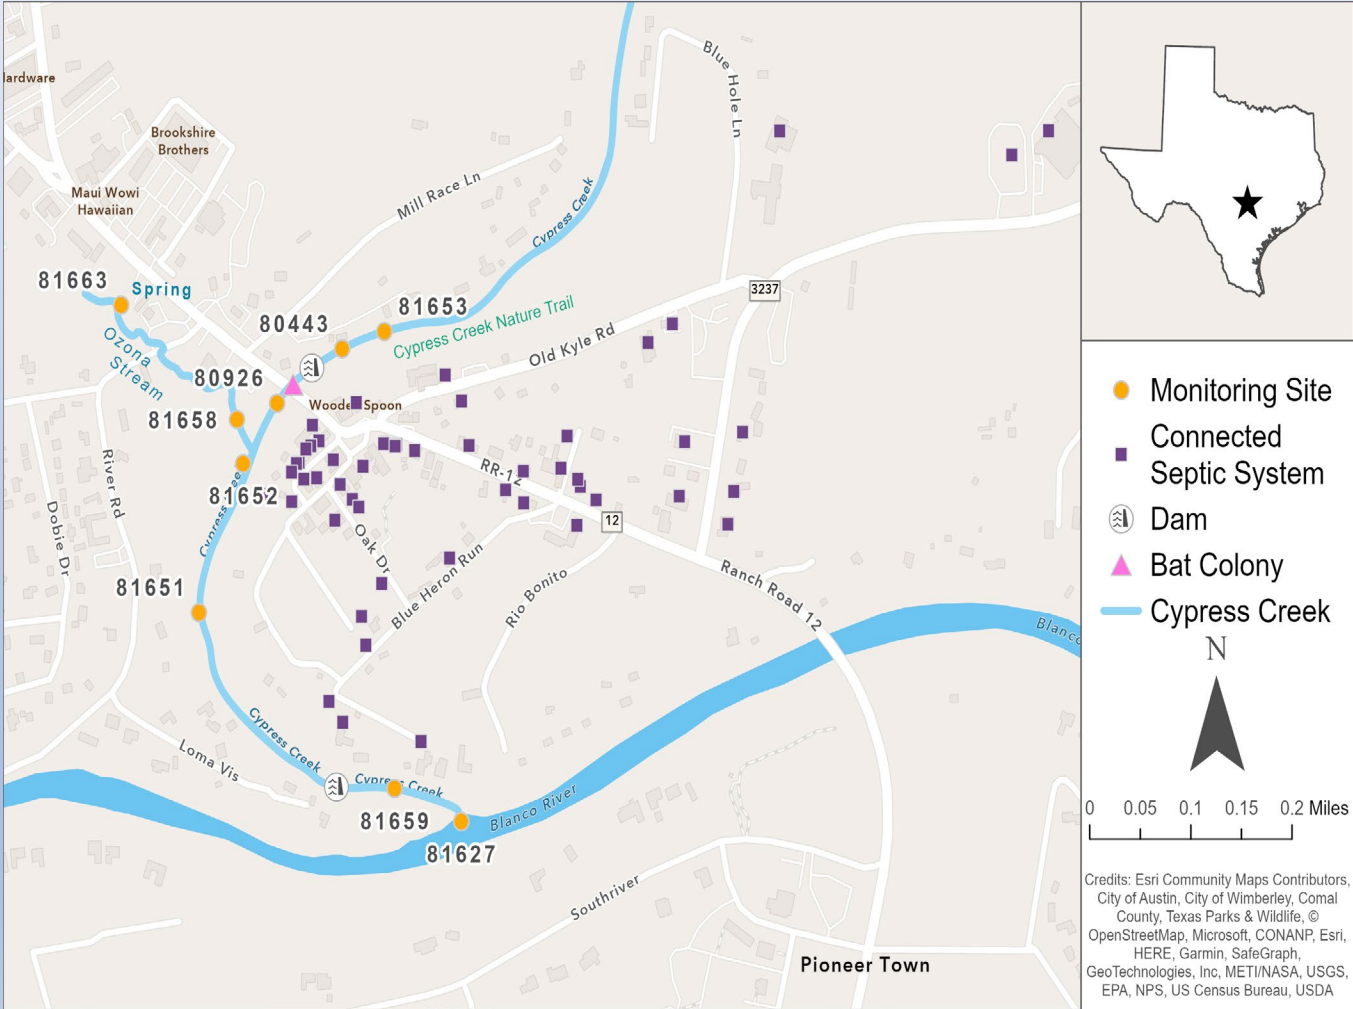 Blue Hole Ln
Brookshire
Brothers
Maui Wowi
Hawaiian
Mill Race Ln
Cypress Creek
81663
Spring
Ozona
Stream
80443
81653
Cypress Creek Nature Trail
3237
Old Kyle Rd
80926
81658
Spoon
81652
RR-12
12
River Rd
Dobie Dr
Oak Dr
81651
Blue Heron Run
Rio Bonito
Ranch Road 12
Cypress Creek
Loma Vis
Cypress Creek
81659
81627
Blanco River
Southriver
Pioneer Town
Monitoring Site
Connected
Septic System
Dam
Bat Colony
Cypress Creek
N
0 0.05 0.1 0.15 0.2 Miles
Credits: Esri Community Maps Contributors,
City of Austin, City of Wimberley, Comal
County, Texas Parks & Wildlife, ©
OpenStreetMap, Microsoft, CONANP, Esri,
HERE, Garmin, SafeGraph,
GeoTechnologies, Inc, METI/NASA, USGS,
EPA, NPS, US Census Bureau, USDA